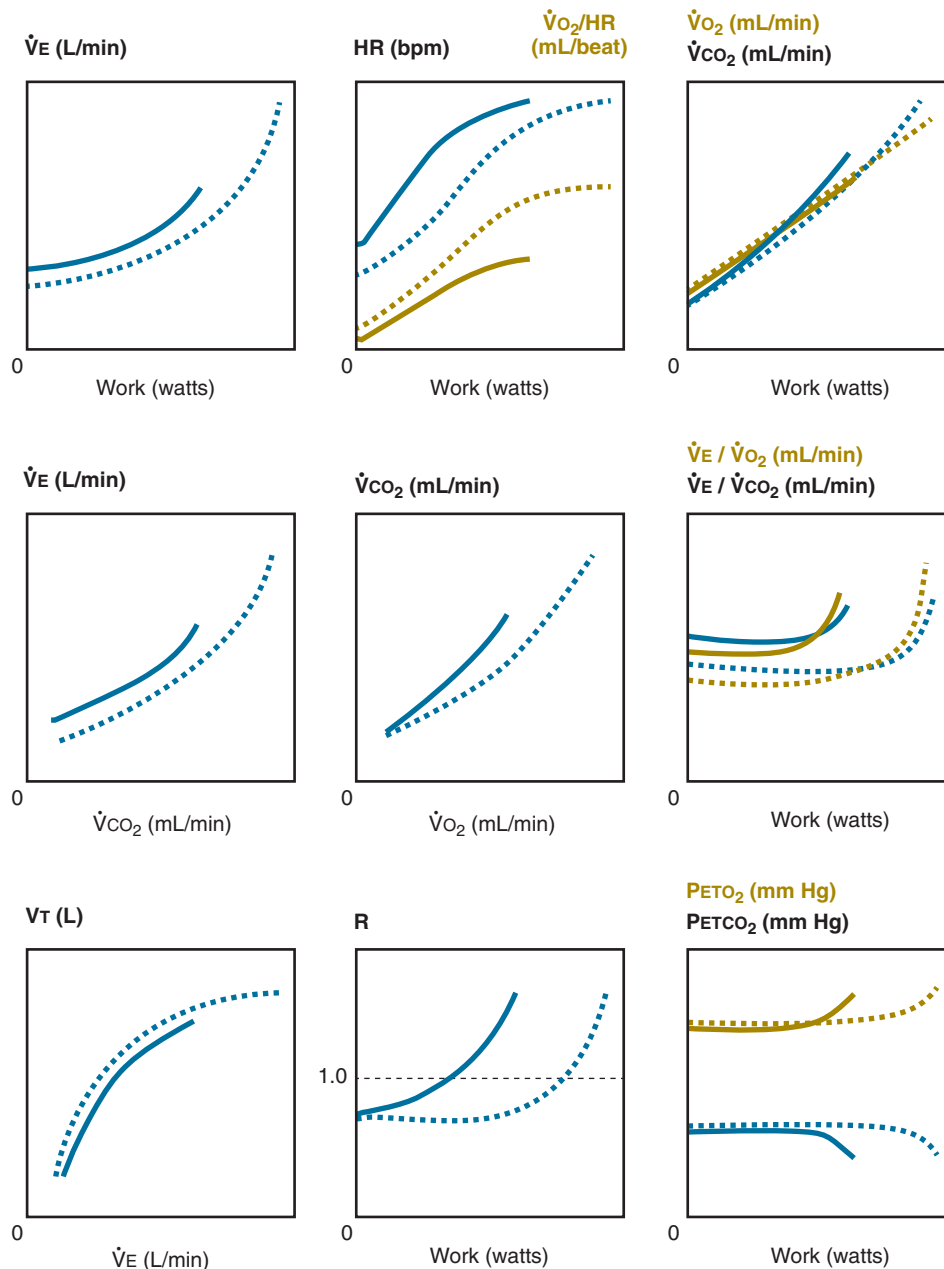 V̇E (L/min)
HR (bpm)
V̇O₂/HR
(mL/beat)
V̇O₂ (mL/min)
V̇CO₂ (mL/min)
0
Work (watts)
0
Work (watts)
0
Work (watts)
V̇E (L/min)
V̇CO₂ (mL/min)
V̇E / V̇O₂ (mL/min)
V̇E / V̇CO₂ (mL/min)
0
V̇CO₂ (mL/min)
0
V̇O₂ (mL/min)
0
Work (watts)
VT (L)
R
PETO₂ (mm Hg)
PETCO₂ (mm Hg)
1.0
0
V̇E (L/min)
0
Work (watts)
0
Work (watts)